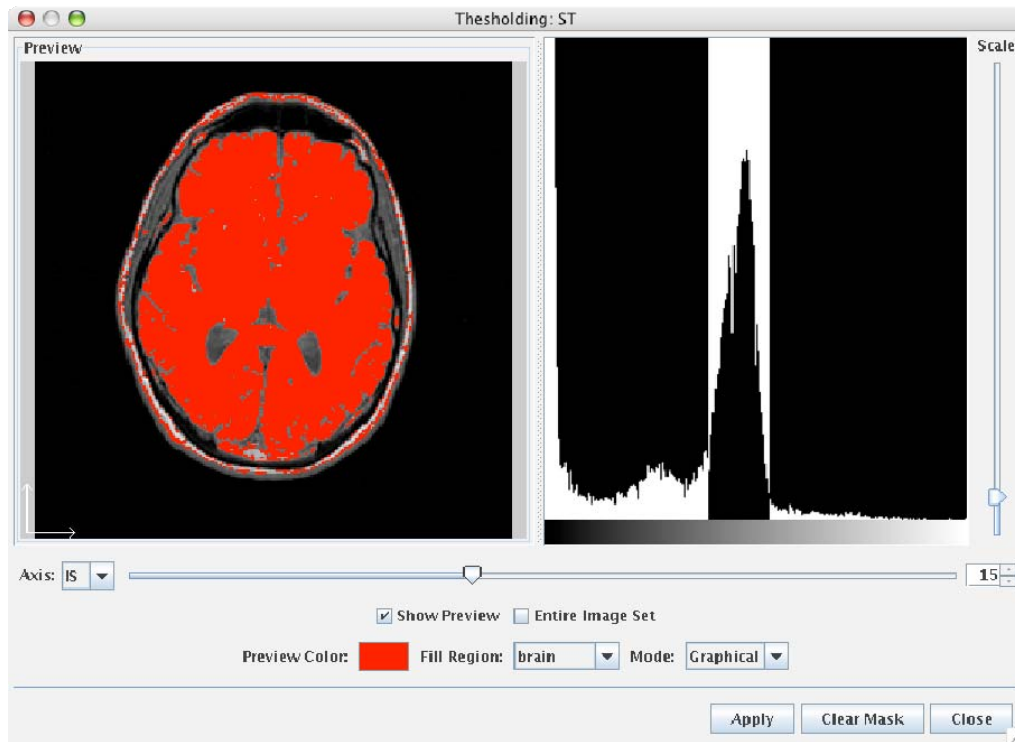 Thesholding: ST
Preview
Scale
Axis: IS
15
Show Preview Entire Image Set
Preview Color: Fill Region: brain Mode: Graphical
Apply Clear Mask Close